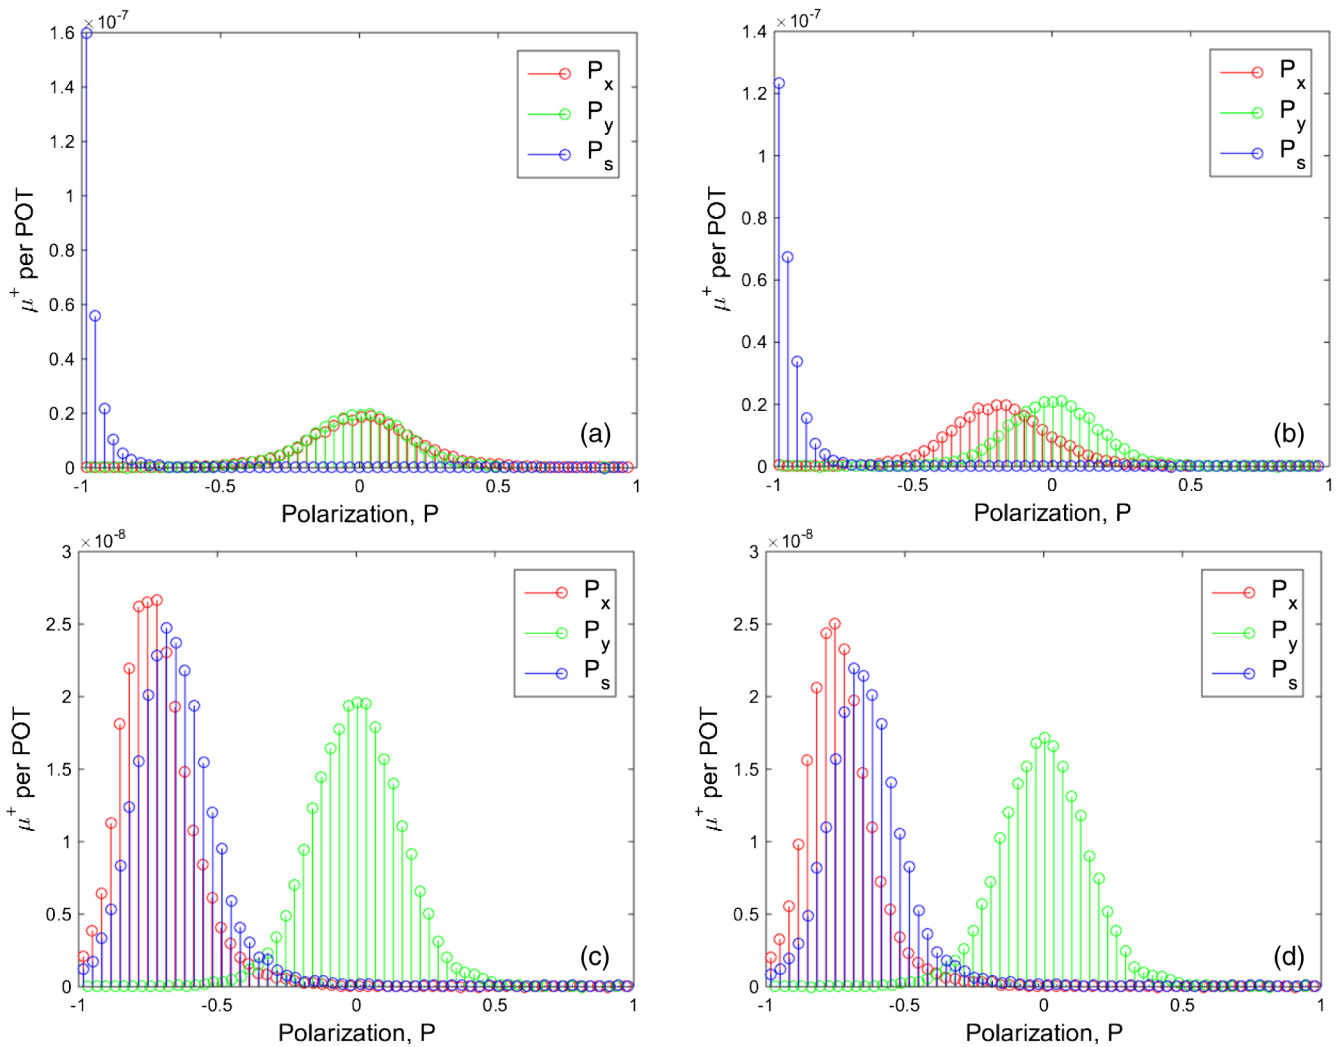 ×10⁻⁷
1.6
1.4
1.2
1
0.8
0.6
0.4
0.2
0
-1 -0.5 0 0.5 1
μ⁺ per POT
Polarization, P
Pₓ
P_y
Pₛ
(a)
×10⁻⁷
1.4
1.2
1
0.8
0.6
0.4
0.2
0
-1 -0.5 0 0.5 1
μ⁺ per POT
Polarization, P
Pₓ
P_y
Pₛ
(b)
×10⁻⁸
3
2.5
2
1.5
1
0.5
0
-1 -0.5 0 0.5 1
μ⁺ per POT
Polarization, P
Pₓ
P_y
Pₛ
(c)
×10⁻⁸
3
2.5
2
1.5
1
0.5
0
-1 -0.5 0 0.5 1
μ⁺ per POT
Polarization, P
Pₓ
P_y
Pₛ
(d)